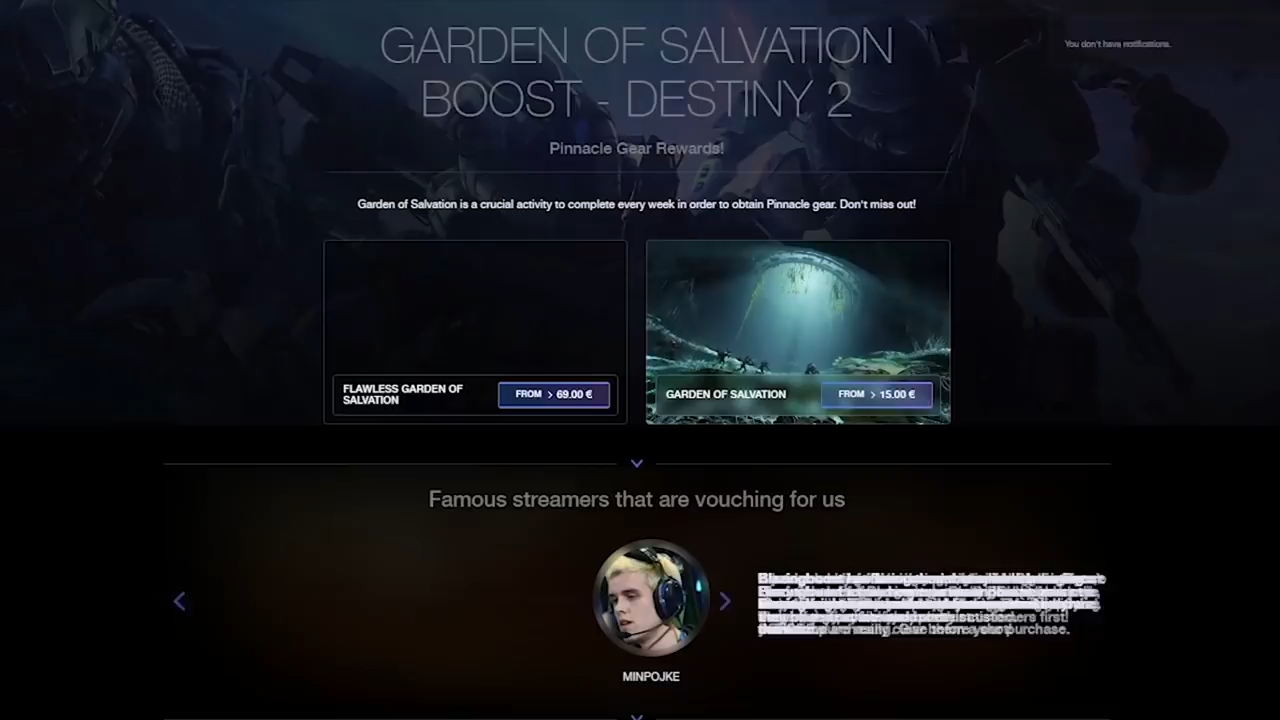 GARDEN OF SALVATION
BOOST - DESTINY 2
You don't have notifications.
Pinnacle Gear Rewards!
Garden of Salvation is a crucial activity to complete every week in order to obtain Pinnacle gear. Don't miss out!
FLAWLESS GARDEN OF
SALVATION
FROM > 69.00 €
GARDEN OF SALVATION
FROM > 15.00 €
Famous streamers that are vouching for us
first!
purchase.
MINPOJKE